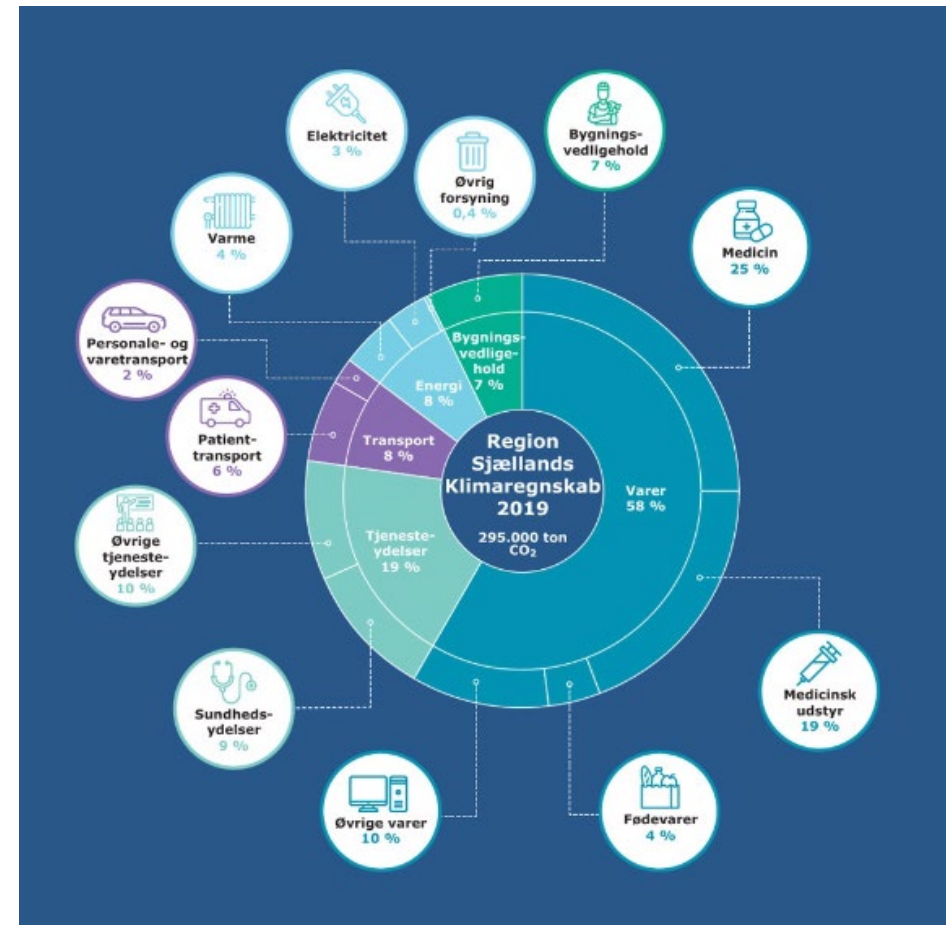 Elektricitet
3 %
Øvrig
forsyning
0,4 %
Bygnings-
vedligehold
7 %
Varme
4 %
Medicin
25 %
Personale- og
varetransport
2 %
Patient-
transport
6 %
Øvrige
tjeneste-
ydelser
10 %
Sundheds-
ydelser
9 %
Øvrige varer
10 %
Fødevarer
4 %
Medicinsk
udstyr
19 %
Bygnings-
vedlige-
hold
7 %
Energi
8 %
Transport
8 %
Tjeneste-
ydelser
19 %
Varer
58 %
Region
Sjællands
Klimaregnskab
2019
295.000 ton
CO₂